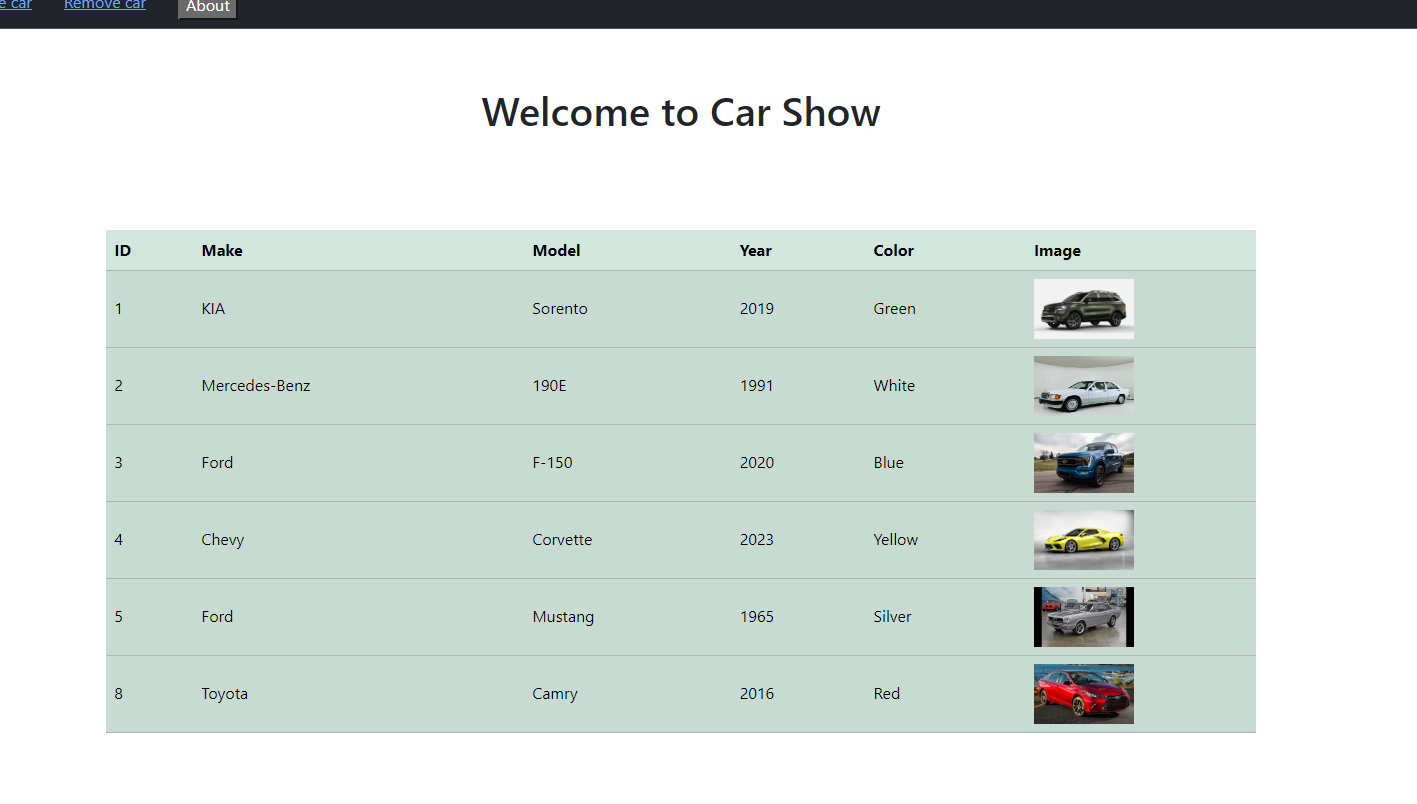 e car Remove car About
Welcome to Car Show
ID Make Model Year Color Image
1 KIA Sorento 2019 Green
2 Mercedes-Benz 190E 1991 White
3 Ford F-150 2020 Blue
4 Chevy Corvette 2023 Yellow
5 Ford Mustang 1965 Silver
8 Toyota Camry 2016 Red